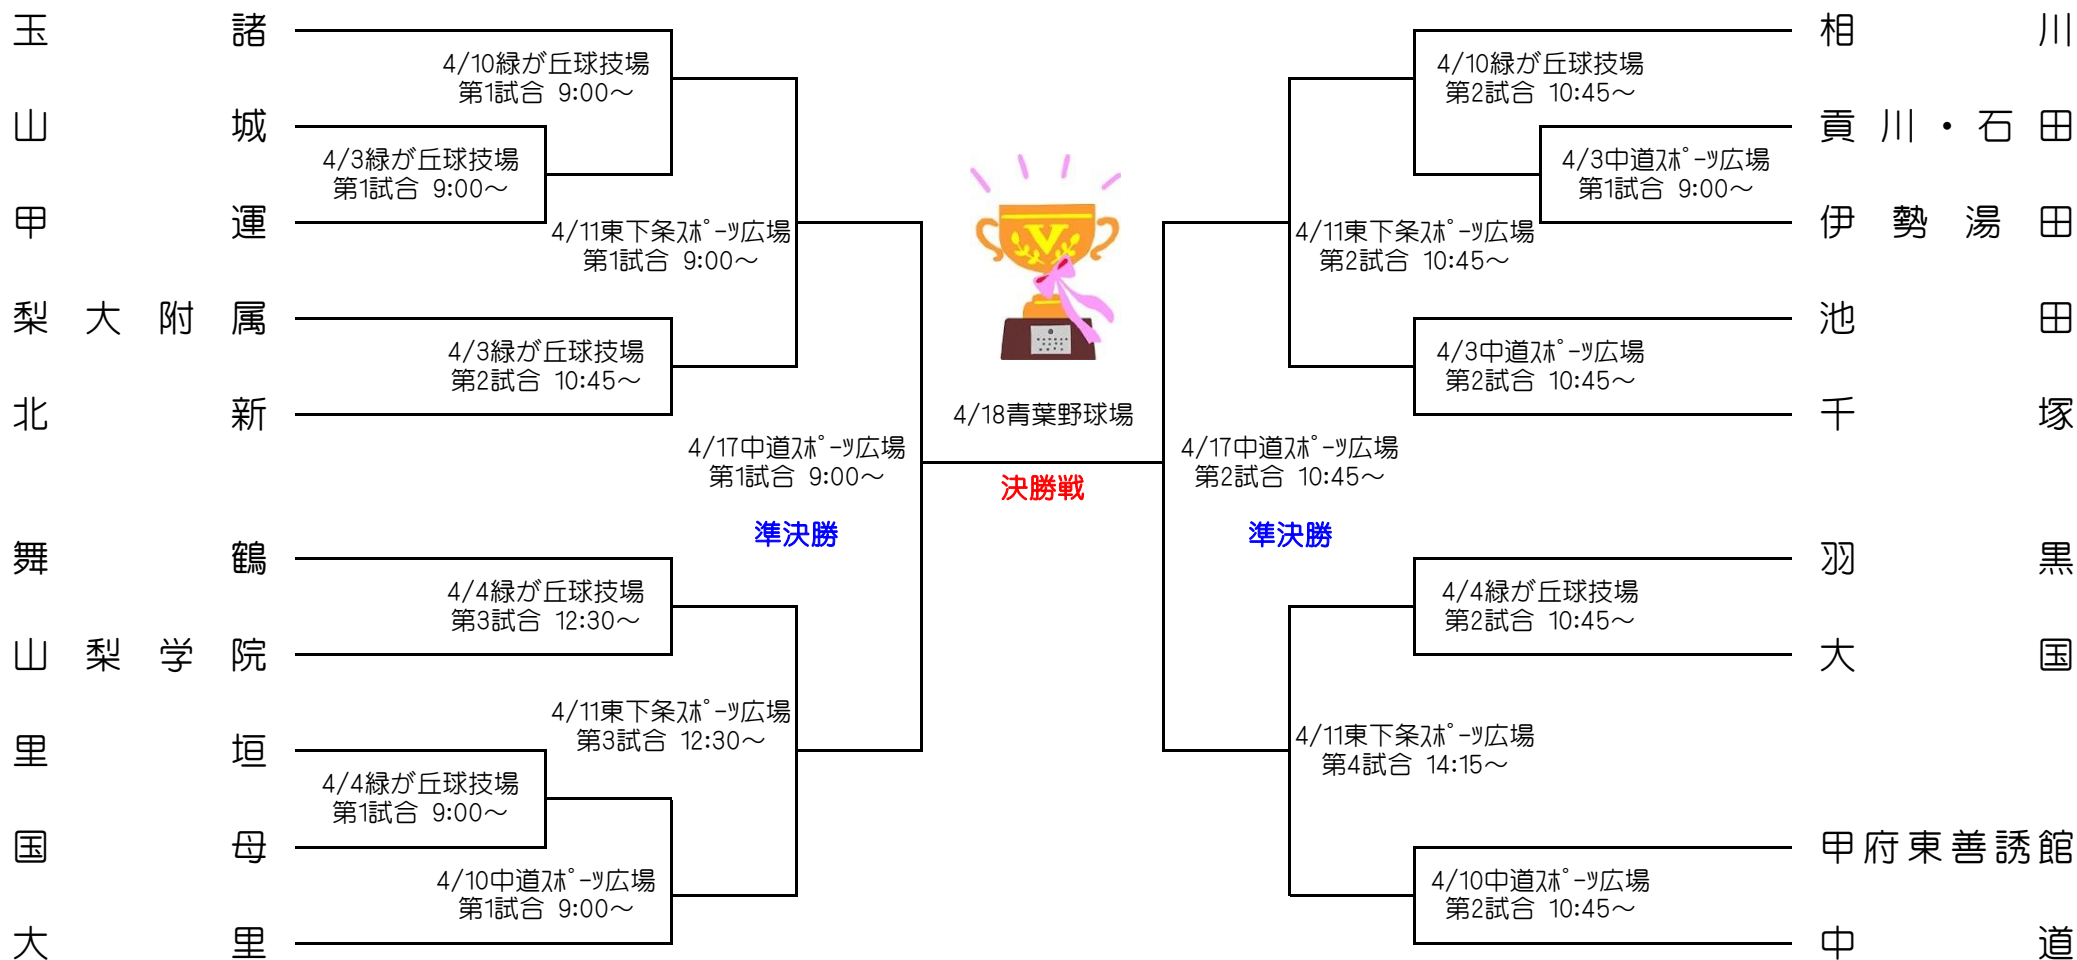 玉諸
4/10緑が丘球技場
第1試合 9:00～
山城
4/3緑が丘球技場
第1試合 9:00～
甲運
4/11東下条ｽﾎﾟｰﾂ広場
第1試合 9:00～
梨大附属
4/3緑が丘球技場
第2試合 10:45～
北新
4/17中道ｽﾎﾟｰﾂ広場
第1試合 9:00～
準決勝
舞鶴
4/4緑が丘球技場
第3試合 12:30～
山梨学院
4/11東下条ｽﾎﾟｰﾂ広場
第3試合 12:30～
里垣
4/4緑が丘球技場
第1試合 9:00～
国母
4/10中道ｽﾎﾟｰﾂ広場
第1試合 9:00～
大里
V
4/18青葉野球場
決勝戦
相川
4/10緑が丘球技場
第2試合 10:45～
貢川・石田
4/3中道ｽﾎﾟｰﾂ広場
第1試合 9:00～
伊勢湯田
4/11東下条ｽﾎﾟｰﾂ広場
第2試合 10:45～
池田
4/3中道ｽﾎﾟｰﾂ広場
第2試合 10:45～
千塚
4/17中道ｽﾎﾟｰﾂ広場
第2試合 10:45～
準決勝
羽黒
4/4緑が丘球技場
第2試合 10:45～
大国
4/11東下条ｽﾎﾟｰﾂ広場
第4試合 14:15～
甲府東善誘館
4/10中道ｽﾎﾟｰﾂ広場
第2試合 10:45～
中道